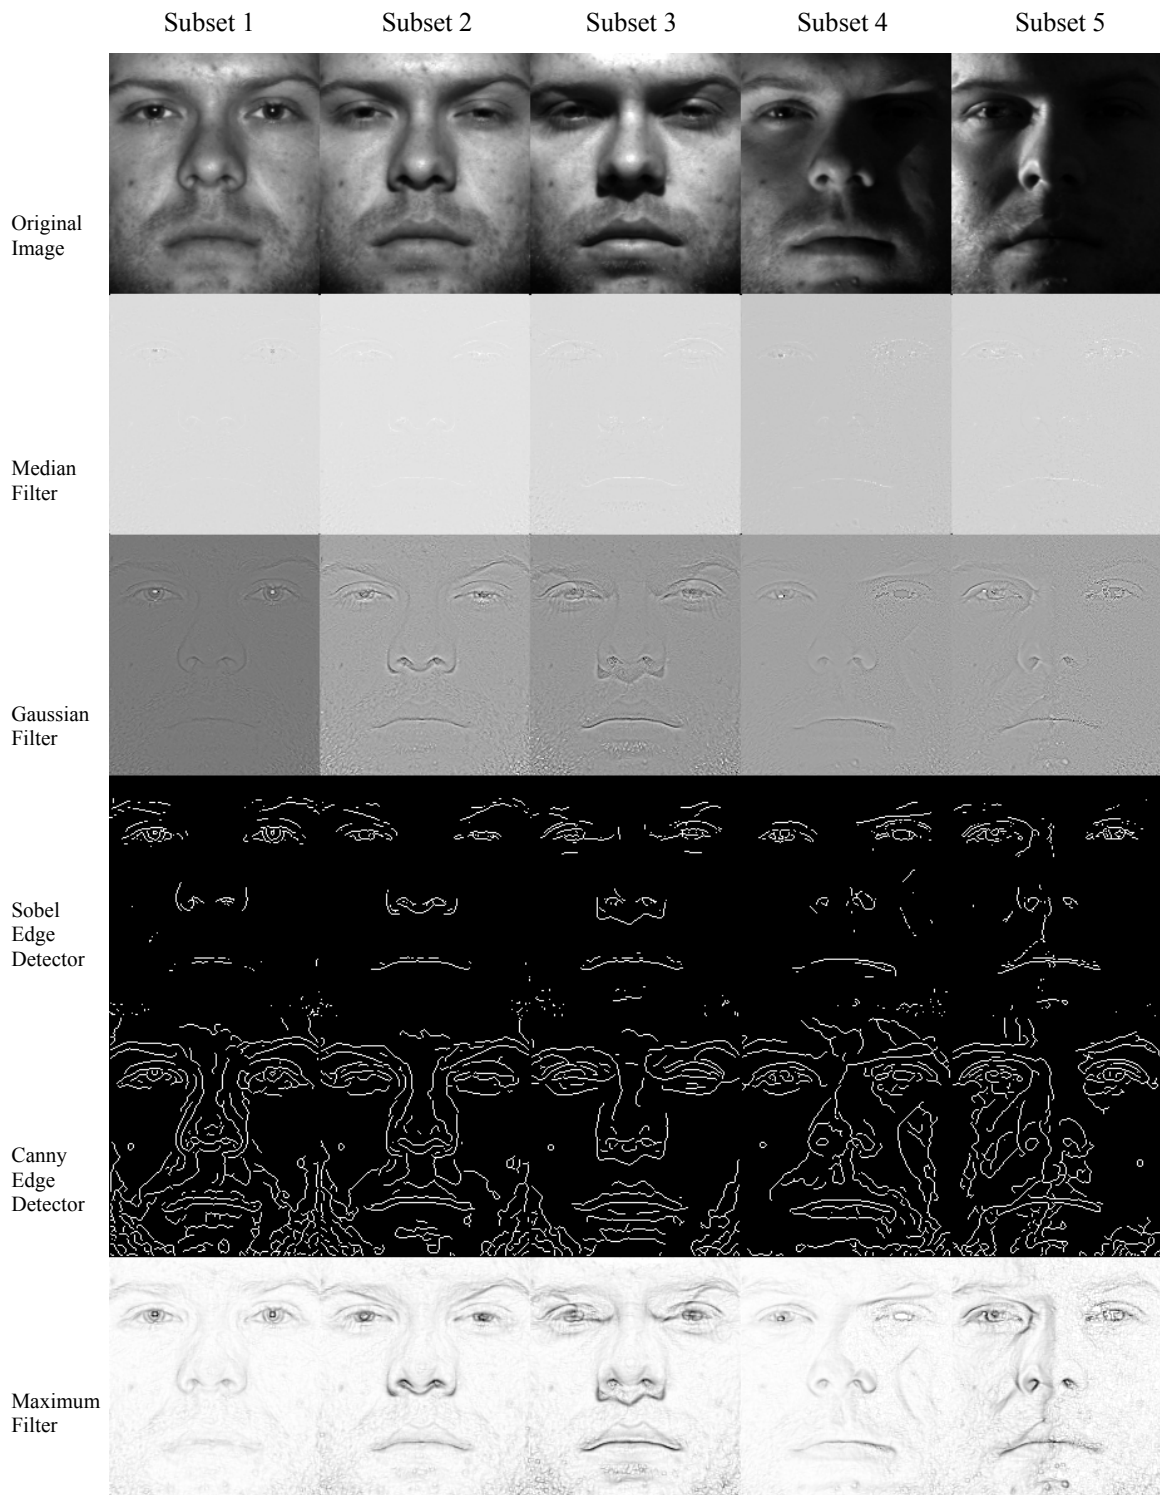 Subset 1
Subset 2
Subset 3
Subset 4
Subset 5
Original
Image
Median
Filter
Gaussian
Filter
Sobel
Edge
Detector
Canny
Edge
Detector
Maximum
Filter